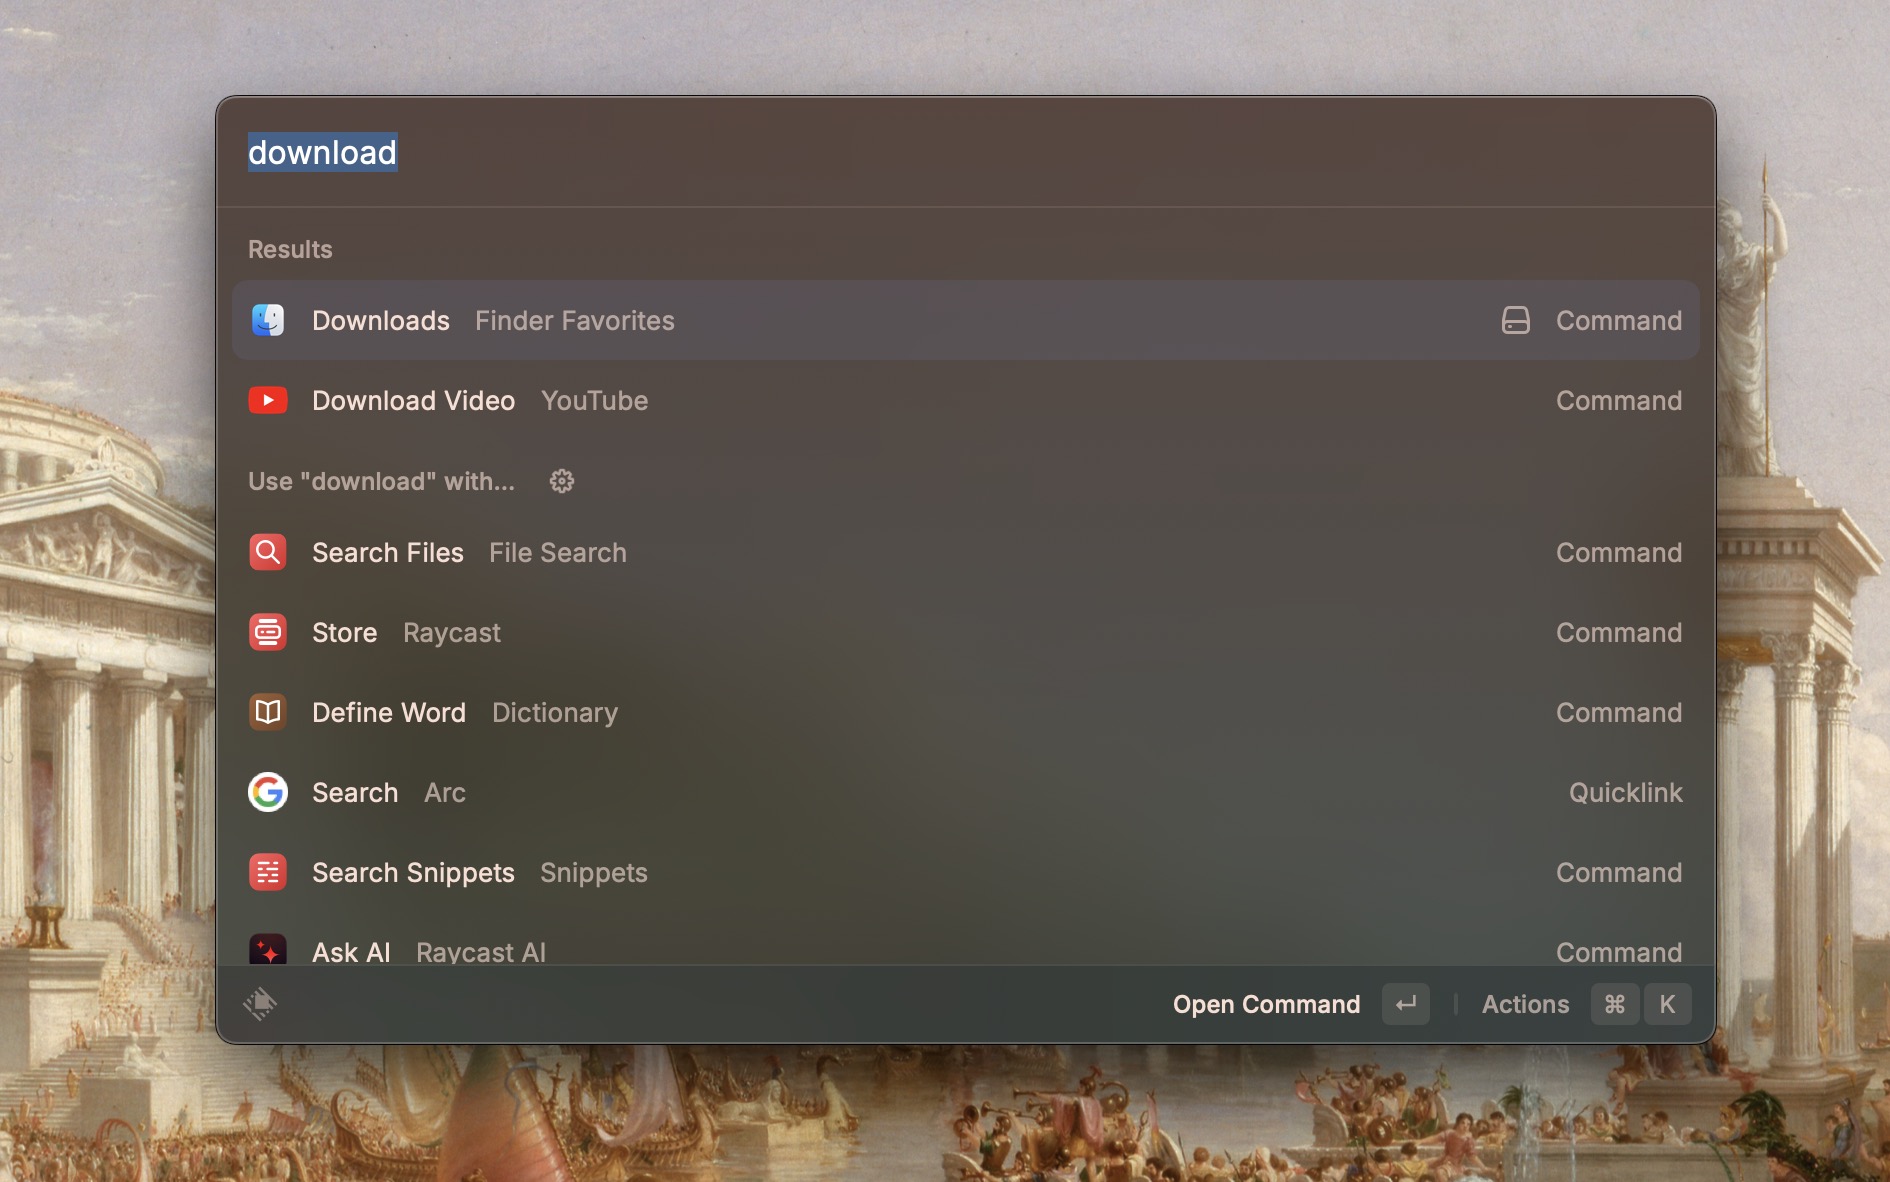 download
Results
Downloads Finder Favorites Command
Download Video YouTube Command
Use "download" with...
Search Files File Search Command
Store Raycast Command
Define Word Dictionary Command
Search Arc Quicklink
Search Snippets Snippets Command
Ask AI Raycast AI Command
Open Command ↵ Actions ⌘ K